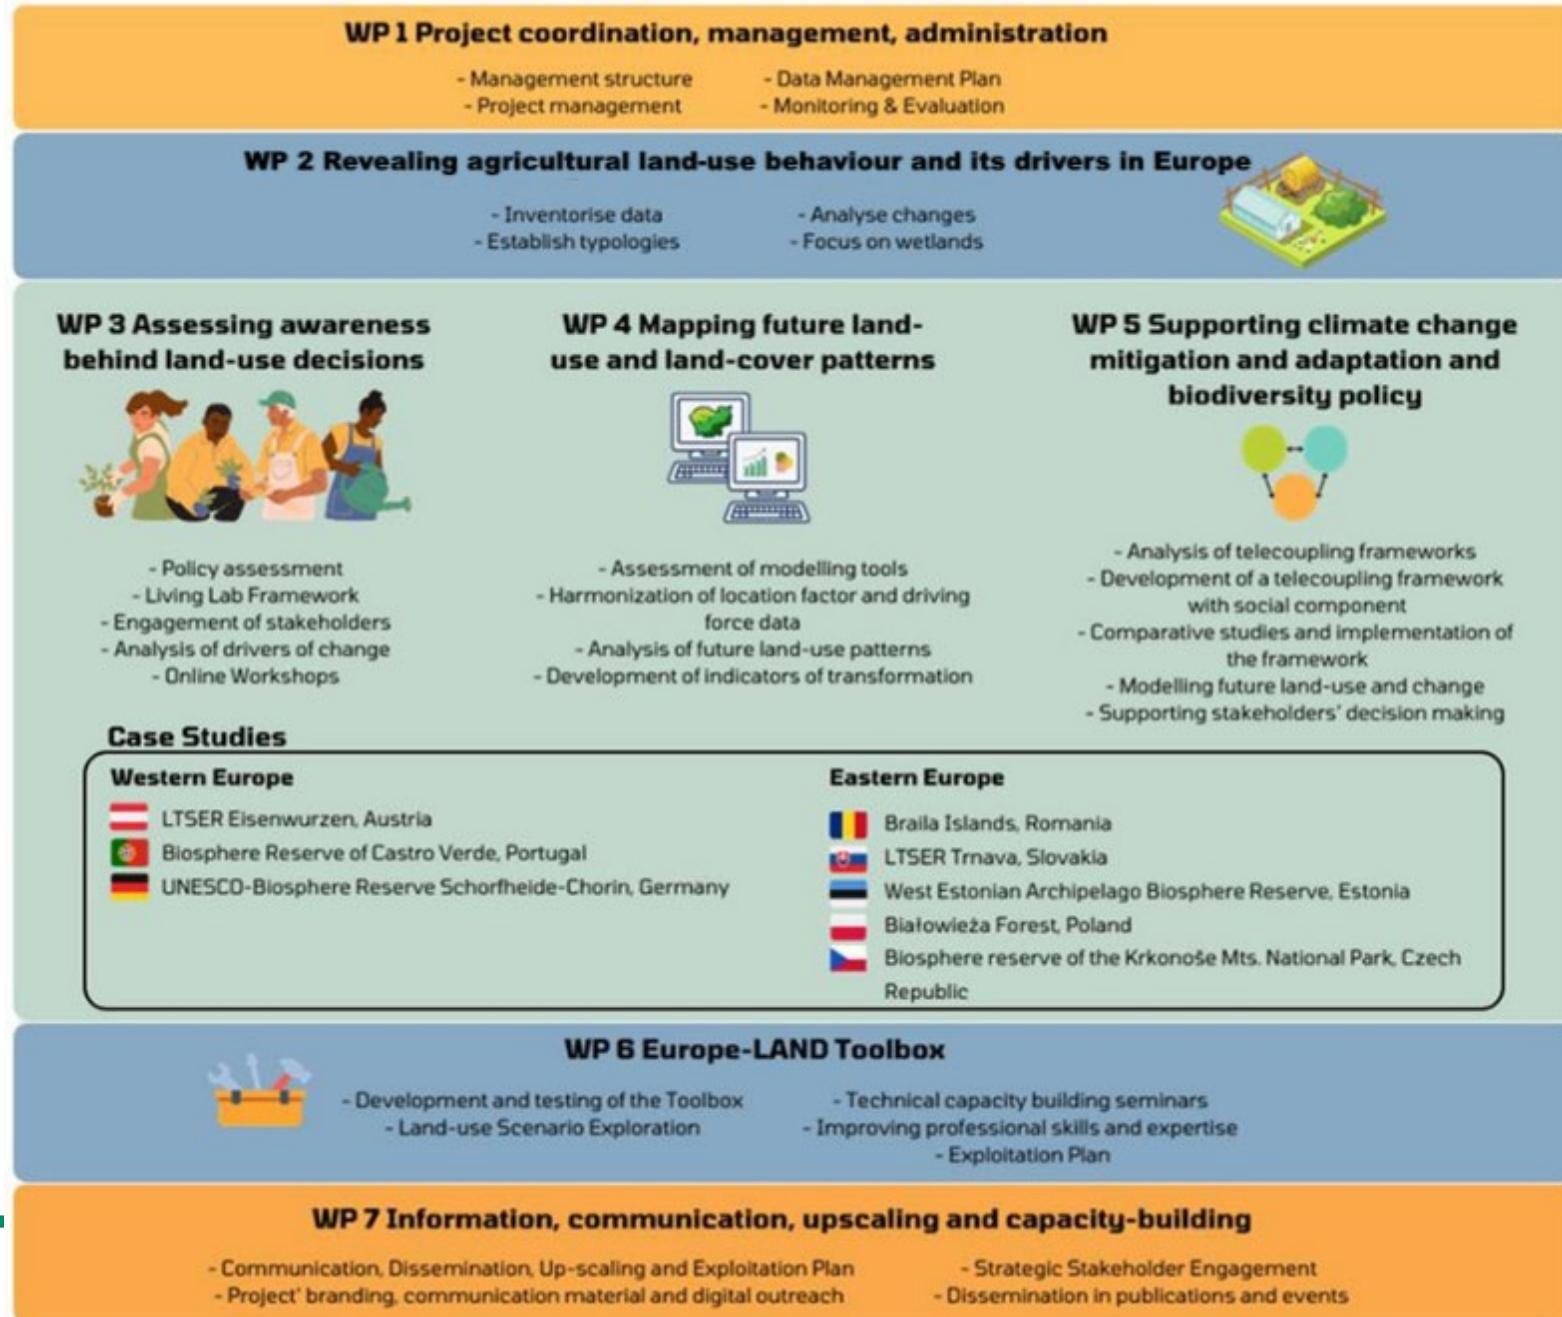 WP 1 Project coordination, management, administration
- Management structure
- Project management
- Data Management Plan
- Monitoring & Evaluation
WP 2 Revealing agricultural land-use behaviour and its drivers in Europe
- Inventorise data
- Establish typologies
- Analyse changes
- Focus on wetlands
WP 3 Assessing awareness
behind land-use decisions
- Policy assessment
- Living Lab Framework
- Engagement of stakeholders
- Analysis of drivers of change
- Online Workshops
WP 4 Mapping future land-
use and land-cover patterns
- Assessment of modelling tools
- Harmonization of location factor and driving
force data
- Analysis of future land-use patterns
- Development of indicators of transformation
WP 5 Supporting climate change
mitigation and adaptation and
biodiversity policy
- Analysis of telecoupling frameworks
- Development of a telecoupling framework
with social component
- Comparative studies and implementation of
the framework
- Modelling future land-use and change
- Supporting stakeholders' decision making
Case Studies
Western Europe
LTSER Eisenwurzen, Austria
Biosphere Reserve of Castro Verde, Portugal
UNESCO-Biosphere Reserve Schorfheide-Chorin, Germany
Eastern Europe
Braila Islands, Romania
LTSER Trnava, Slovakia
West Estonian Archipelago Biosphere Reserve, Estonia
Białowieża Forest, Poland
Biosphere reserve of the Krkonoše Mts. National Park, Czech
Republic
WP 6 Europe-LAND Toolbox
- Development and testing of the Toolbox
- Land-use Scenario Exploration
- Technical capacity building seminars
- Improving professional skills and expertise
- Exploitation Plan
WP 7 Information, communication, upscaling and capacity-building
- Communication, Dissemination, Up-scaling and Exploitation Plan
- Project' branding, communication material and digital outreach
- Strategic Stakeholder Engagement
- Dissemination in publications and events